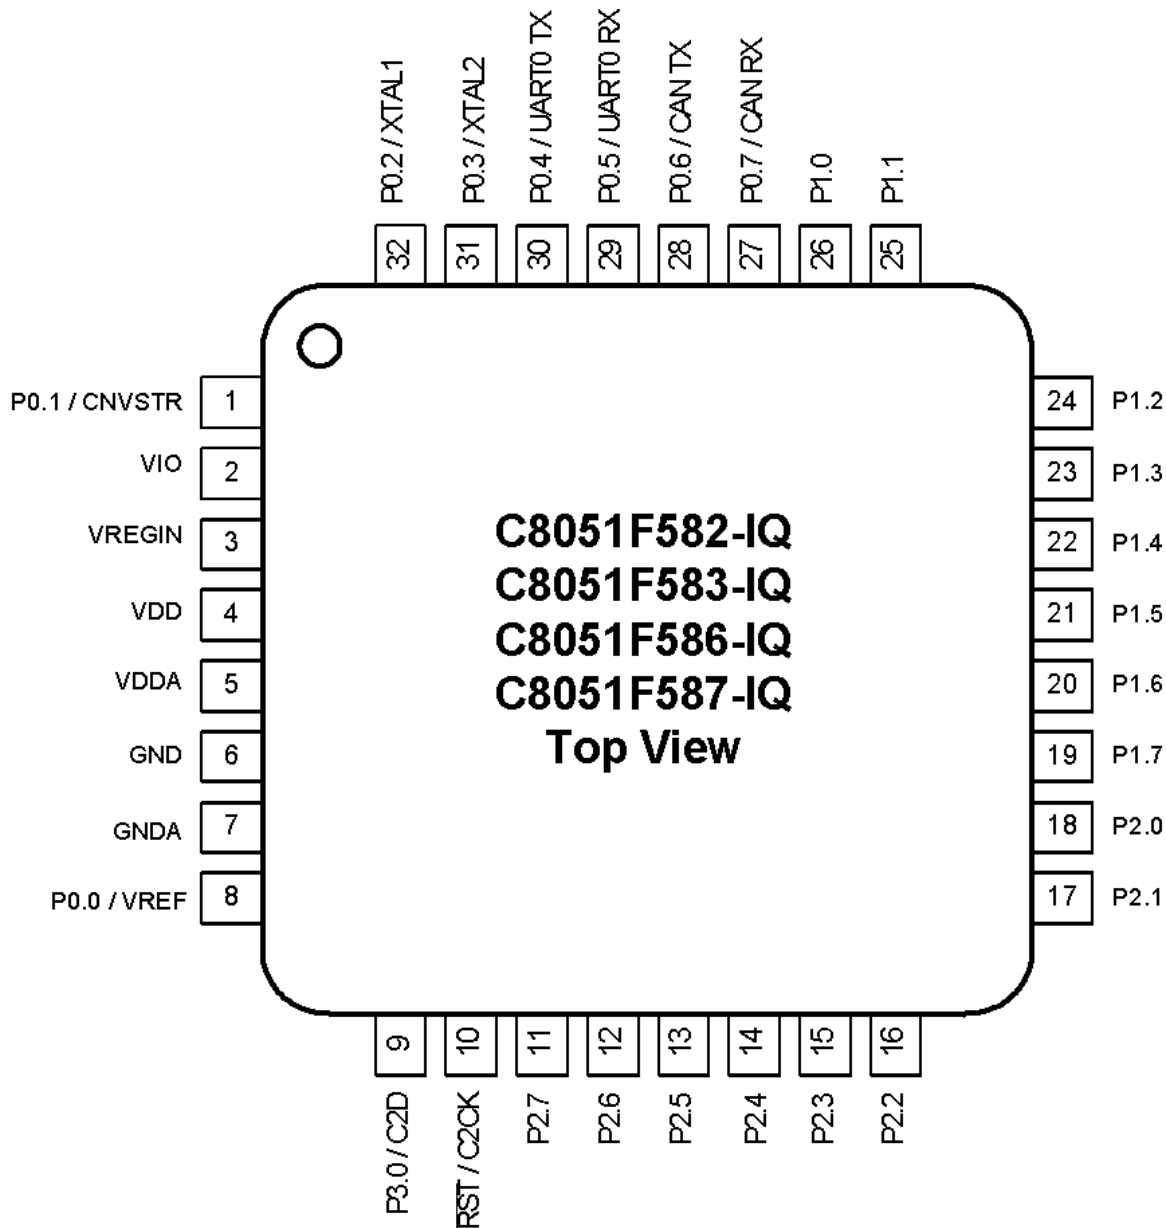 P0.2 / XTAL1
P0.3 / XTAL2
P0.4 / UART0 TX
P0.5 / UART0 RX
P0.6 / CAN TX
P0.7 / CAN RX
P1.0
P1.1
32
31
30
29
28
27
26
25
P0.1 / CNVSTR 1
VIO 2
VREGIN 3
VDD 4
VDDA 5
GND 6
GNDA 7
P0.0 / VREF 8
C8051F582-IQ
C8051F583-IQ
C8051F586-IQ
C8051F587-IQ
Top View
24 P1.2
23 P1.3
22 P1.4
21 P1.5
20 P1.6
19 P1.7
18 P2.0
17 P2.1
9
10
11
12
13
14
15
16
P3.0 / C2D
RST / C2CK
P2.7
P2.6
P2.5
P2.4
P2.3
P2.2